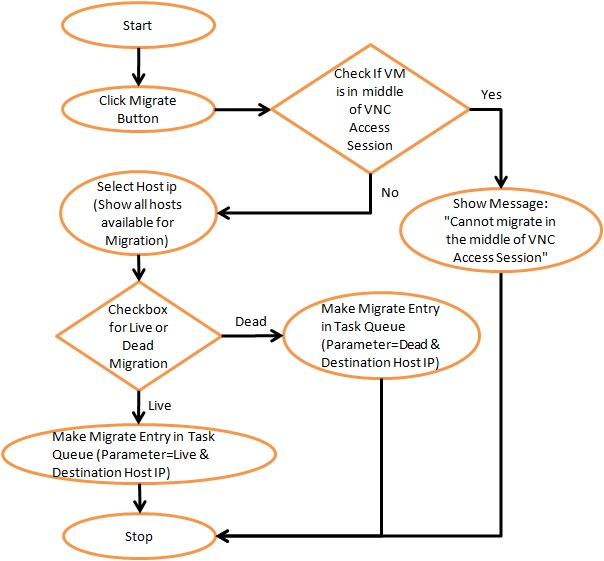 Start
Click Migrate
Button
Check If VM
is in middle
of VNC
Access
Session
Yes
No
Select Host ip
(Show all hosts
available for
Migration)
Show Message:
"Cannot migrate in
the middle of VNC
Access Session"
Checkbox
for Live or
Dead
Migration
Dead
Make Migrate Entry
in Task Queue
(Parameter=Dead &
Destination Host IP)
Live
Make Migrate Entry in Task
Queue (Parameter=Live &
Destination Host IP)
Stop